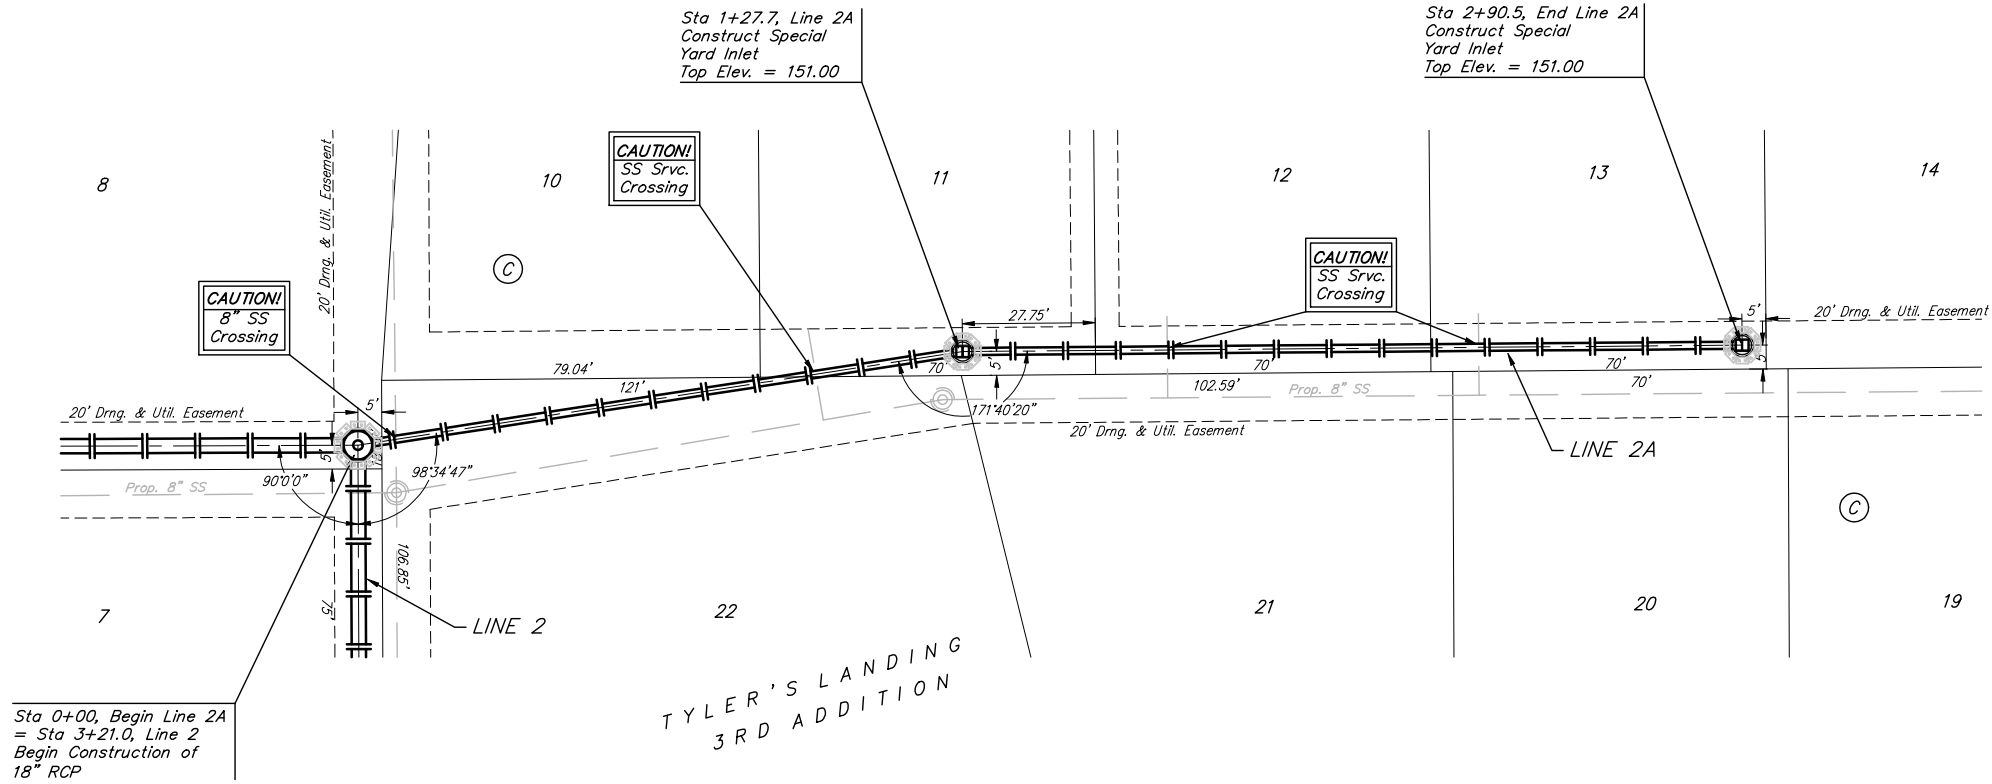 Sta 1+27.7, Line 2A
Construct Special
Yard Inlet
Top Elev. = 151.00
Sta 2+90.5, End Line 2A
Construct Special
Yard Inlet
Top Elev. = 151.00
8
20' Drng. & Util. Easement
10
CAUTION!
SS Srvc.
Crossing
11
12
13
14
C
CAUTION!
8" SS
Crossing
CAUTION!
SS Srvc.
Crossing
27.75'
5'
20' Drng. & Util. Easement
79.04'
121'
70'
5'
70'
102.59'
Prop. 8" SS
70'
70'
5'
20' Drng. & Util. Easement
5'
171°40'20"
20' Drng. & Util. Easement
LINE 2A
5'
90°0'0"
98°34'47"
Prop. 8" SS
C
106.85'
75'
7
LINE 2
22
21
20
19
TYLER'S LANDING
3RD ADDITION
Sta 0+00, Begin Line 2A
= Sta 3+21.0, Line 2
Begin Construction of
18" RCP